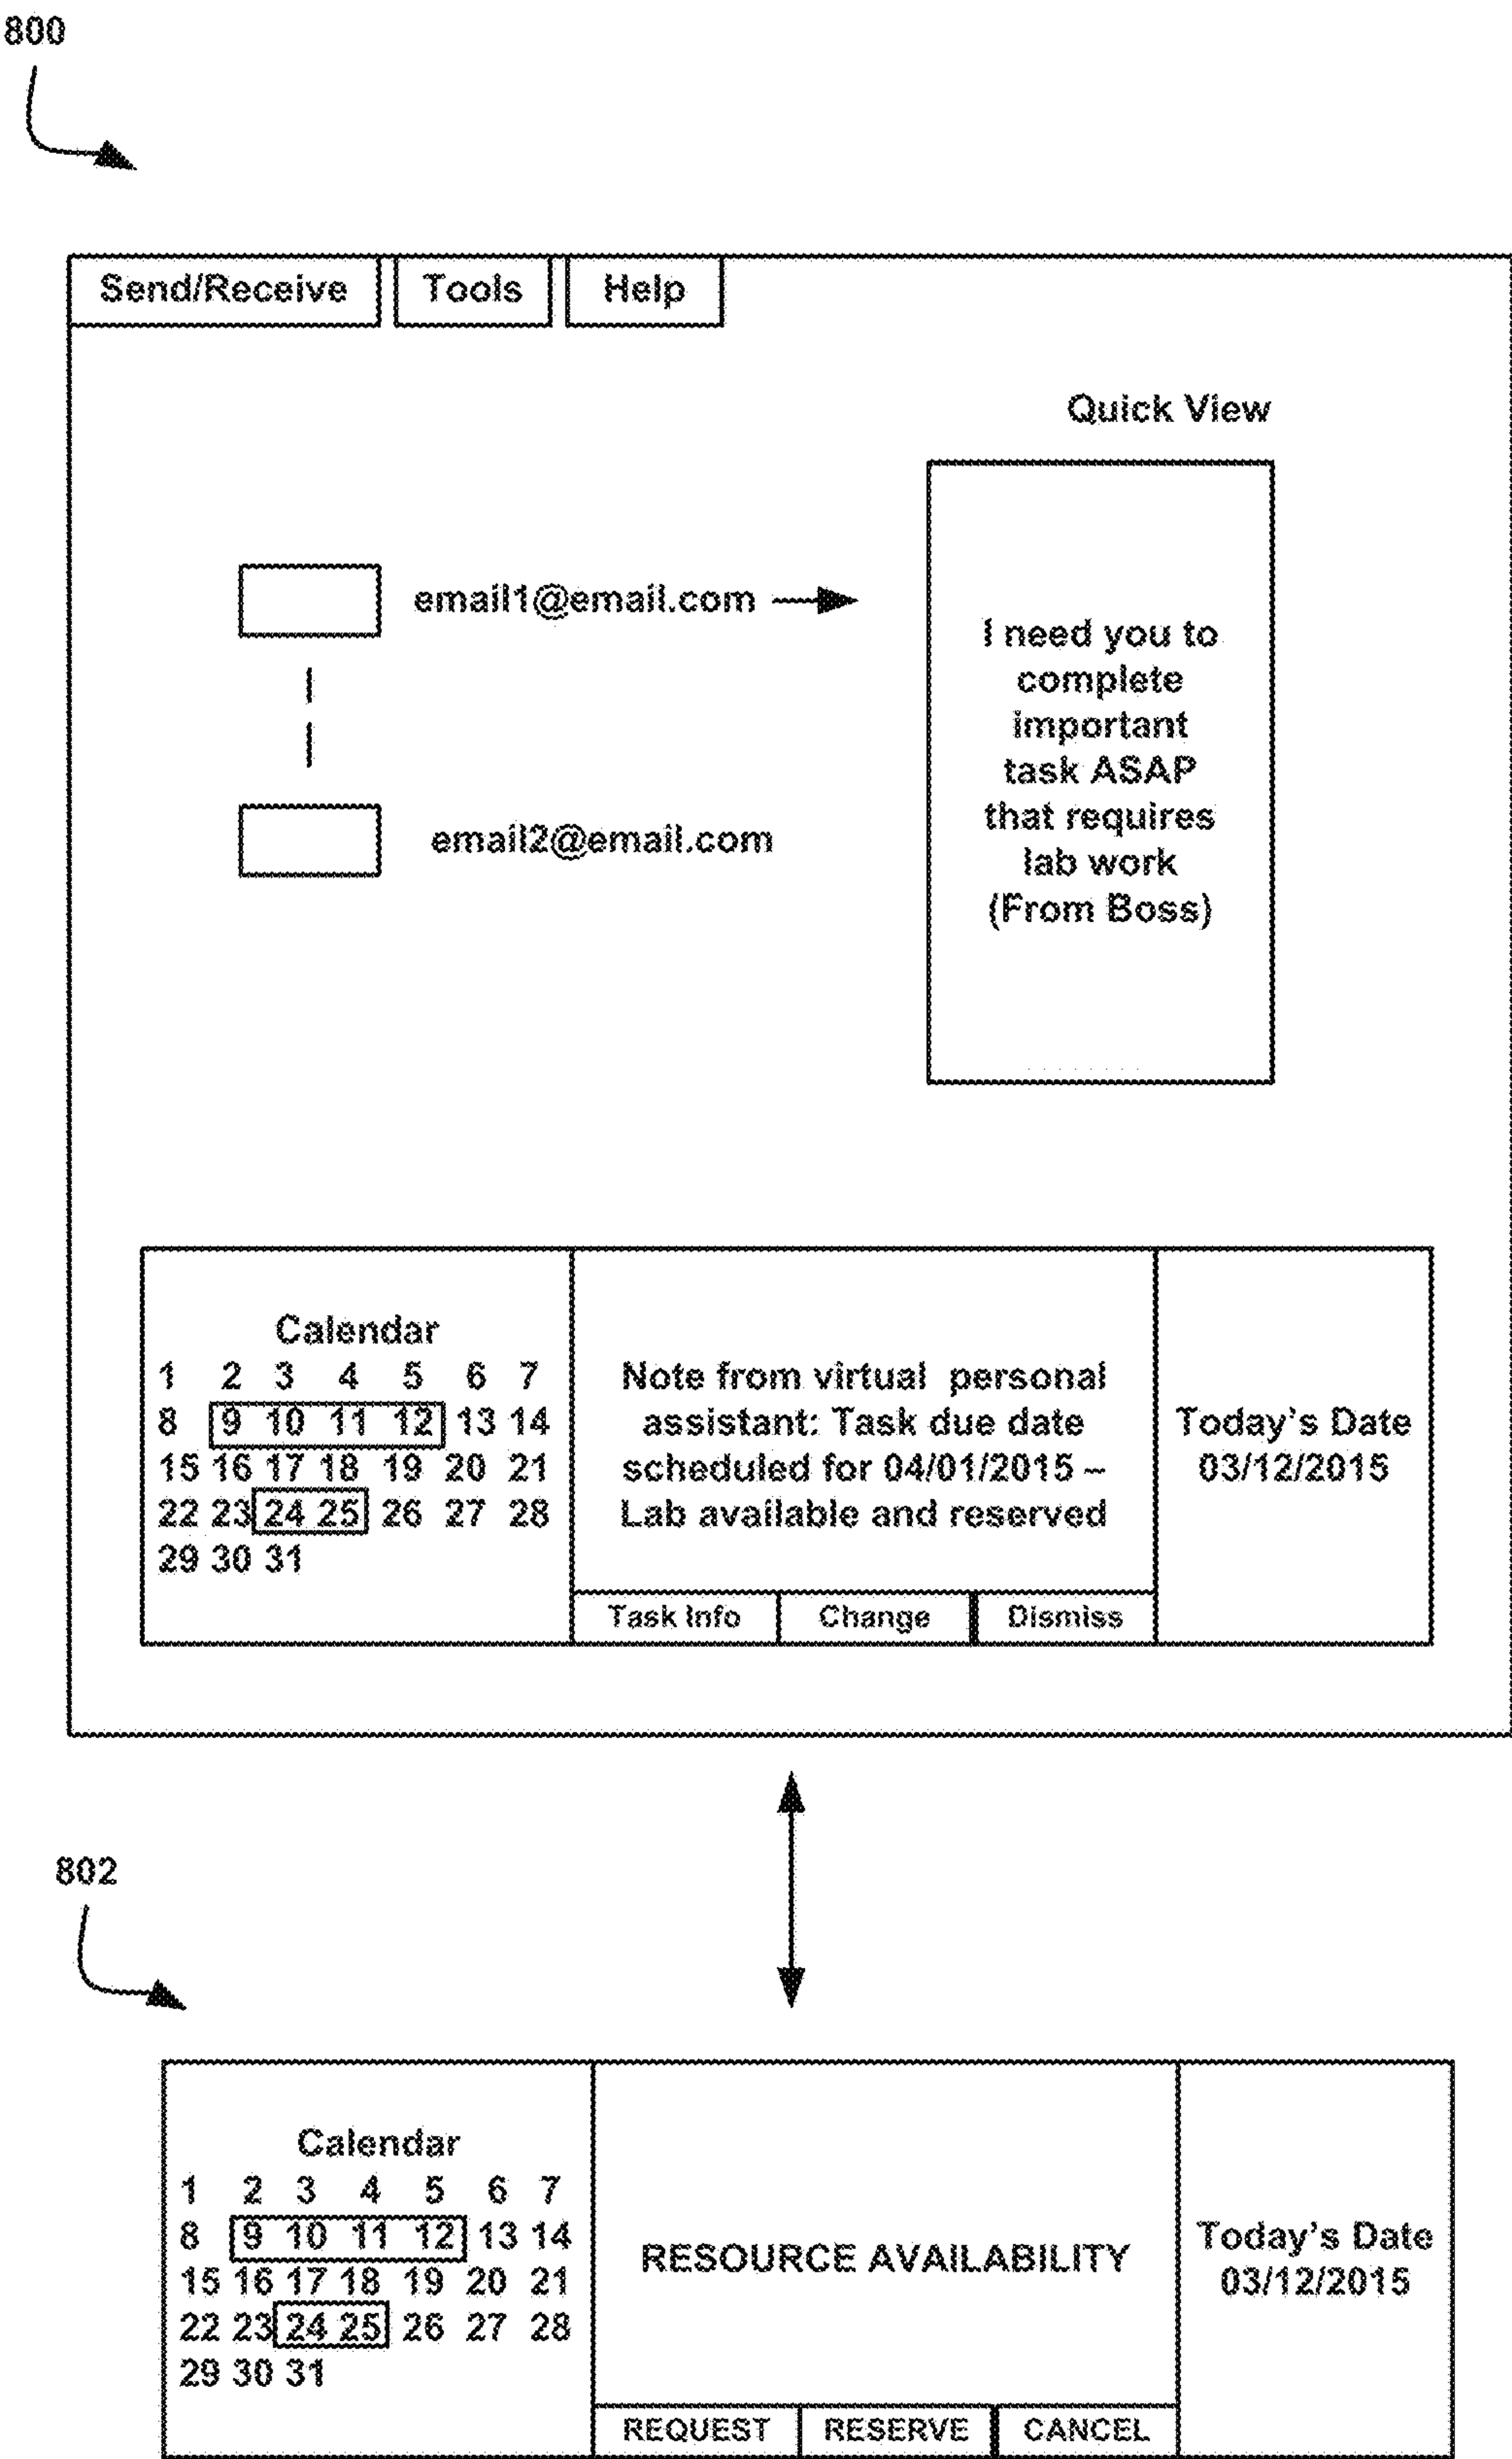 800
Send/Receive Tools Help
Quick View
email1@email.com
I need you to
complete
important
task ASAP
that requires
lab work
(From Boss)
email2@email.com
Calendar
1 2 3 4 5 6 7
8 9 10 11 12 13 14
15 16 17 18 19 20 21
22 23 24 25 26 27 28
29 30 31
Note from virtual personal
assistant: Task due date
scheduled for 04/01/2015 –
Lab available and reserved
Task Info Change Dismiss
Today's Date
03/12/2015
802
Calendar
1 2 3 4 5 6 7
8 9 10 11 12 13 14
15 16 17 18 19 20 21
22 23 24 25 26 27 28
29 30 31
RESOURCE AVAILABILITY
REQUEST RESERVE CANCEL
Today's Date
03/12/2015